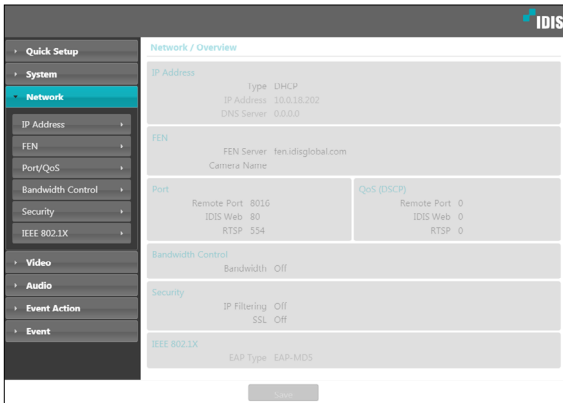 IDIS
Quick Setup
System
Network
IP Address
FEN
Port/QoS
Bandwidth Control
Security
IEEE 802.1X
Video
Audio
Event Action
Event
Network / Overview
IP Address
Type DHCP
IP Address 10.0.18.202
DNS Server 0.0.0.0
FEN
FEN Server fen.idisglobal.com
Camera Name
Port
Remote Port 8016
IDIS Web 80
RTSP 554
QoS (DSCP)
Remote Port 0
IDIS Web 0
RTSP 0
Bandwidth Control
Bandwidth Off
Security
IP Filtering Off
SSL Off
IEEE 802.1X
EAP Type EAP-MD5
Save